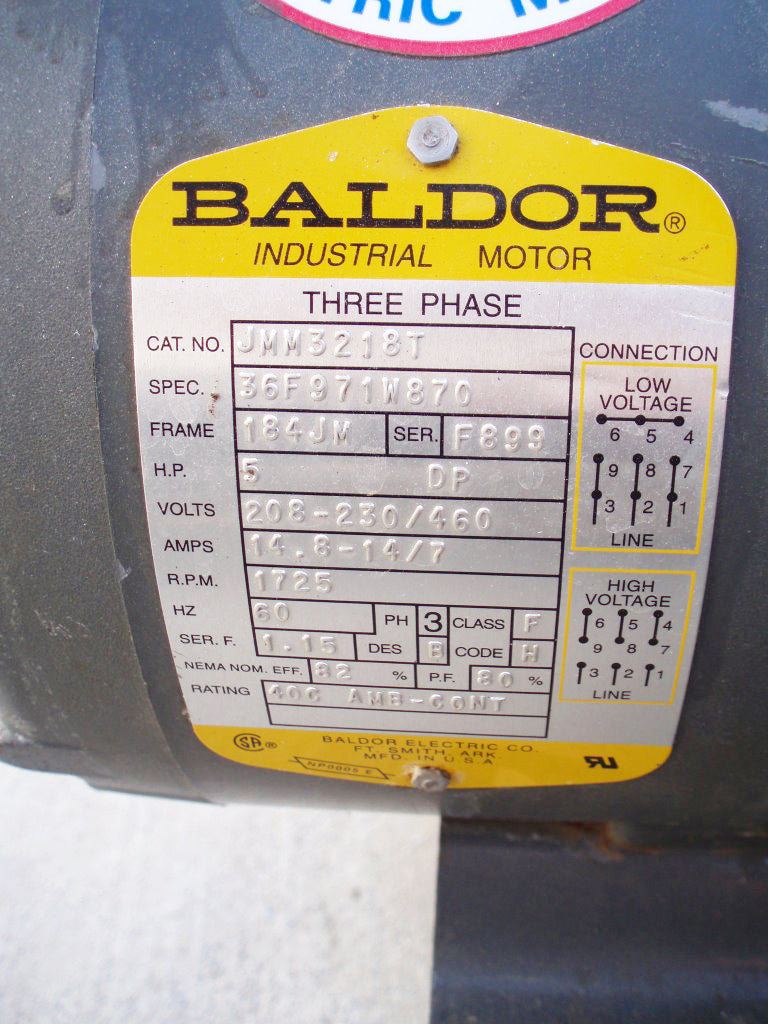 TRIC M
BALDOR®
INDUSTRIAL MOTOR
THREE PHASE
CAT. NO. JMM3218T
SPEC. 36F971W870
FRAME 184JM SER. F899
H.P. 5 DP
VOLTS 208-230/460
AMPS 14.8-14/7
R.P.M. 1725
HZ 60 PH 3 CLASS F
SER. F. 1.15 DES B CODE H
NEMA NOM. EFF. 82 % P.F. 80 %
RATING 40C AMB-CONT
CONNECTION
LOW
VOLTAGE
6 5 4
9 8 7
3 2 1
LINE
HIGH
VOLTAGE
6 5 4
9 8 7
3 2 1
LINE
SA®
BALDOR ELECTRIC CO.
FT. SMITH, ARK.
MFD. IN U.S.A
NP0005 E
RU